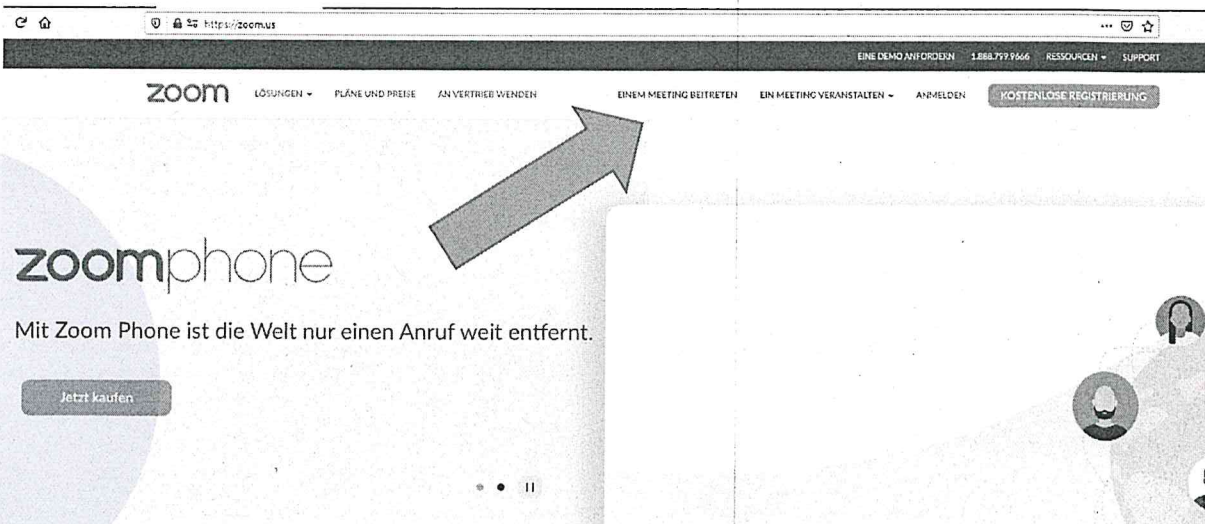 https://zoom.us
EINE DEMO ANFORDERN 1.888.799.9666 RESSOURCEN SUPPORT
zoom LÖSUNGEN PLÄNE UND PREISE AN VERTRIEB WENDEN EINEM MEETING BEITRETEN EIN MEETING VERANSTALTEN ANMELDEN KOSTENLOSE REGISTRIERUNG
zoomphone
Mit Zoom Phone ist die Welt nur einen Anruf weit entfernt.
Jetzt kaufen